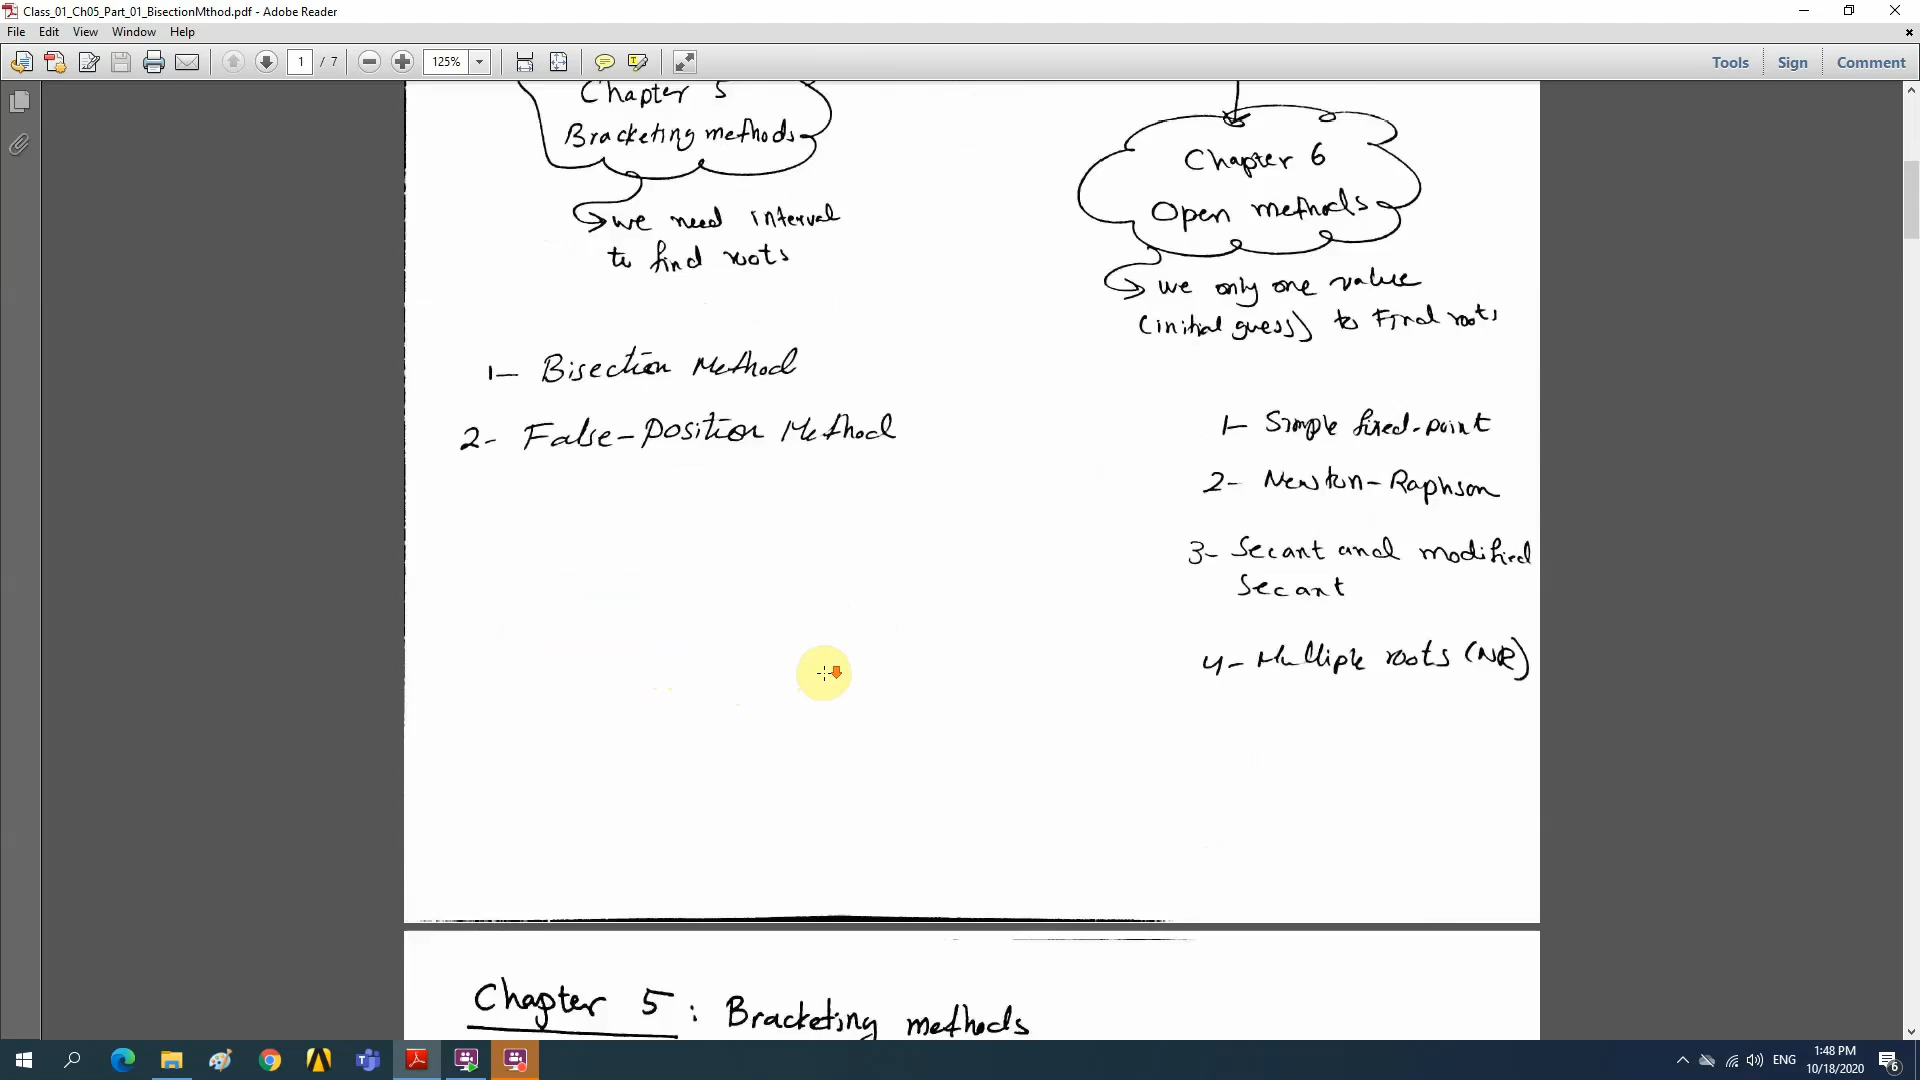 Class_01_Ch05_Part_01_BisectionMthod.pdf - Adobe Reader
File Edit View Window Help
1 / 7 125% Tools Sign Comment
Chapter 5
Bracketing methods
we need interval
to find roots
Chapter 6
Open methods
we only one value
(initial guess) to Find roots
1- Bisection Method
2- False-Position Method
1- Simple fixed-point
2- Newton-Raphson
3- Secant and modified
Secant
4- Multiple roots (NR)
Chapter 5 : Bracketing methods
ENG
1:48 PM
10/18/2020
6